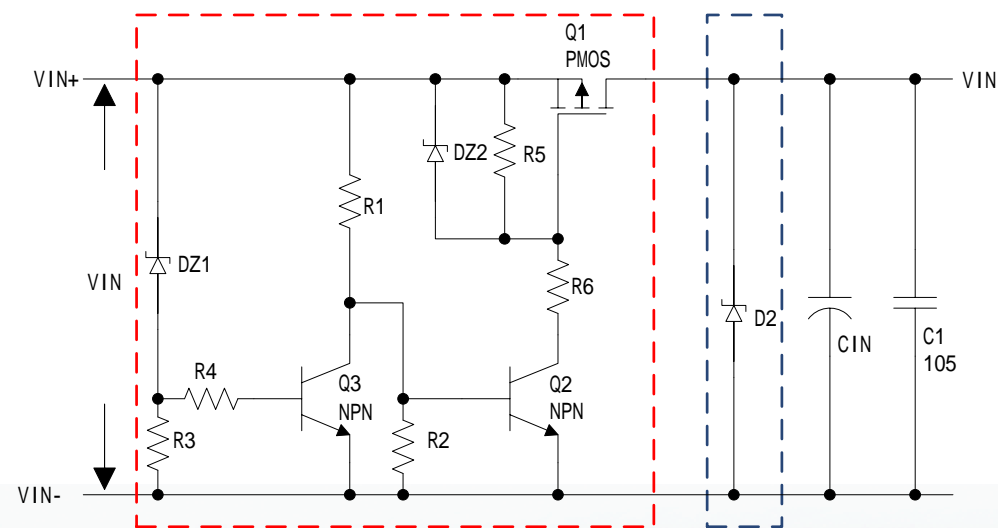 Q1
PMOS
VIN+
VIN
DZ2
R5
R1
DZ1
VIN
R6
D2
CIN
C1
105
R4
Q3
NPN
Q2
NPN
R3
R2
VIN-